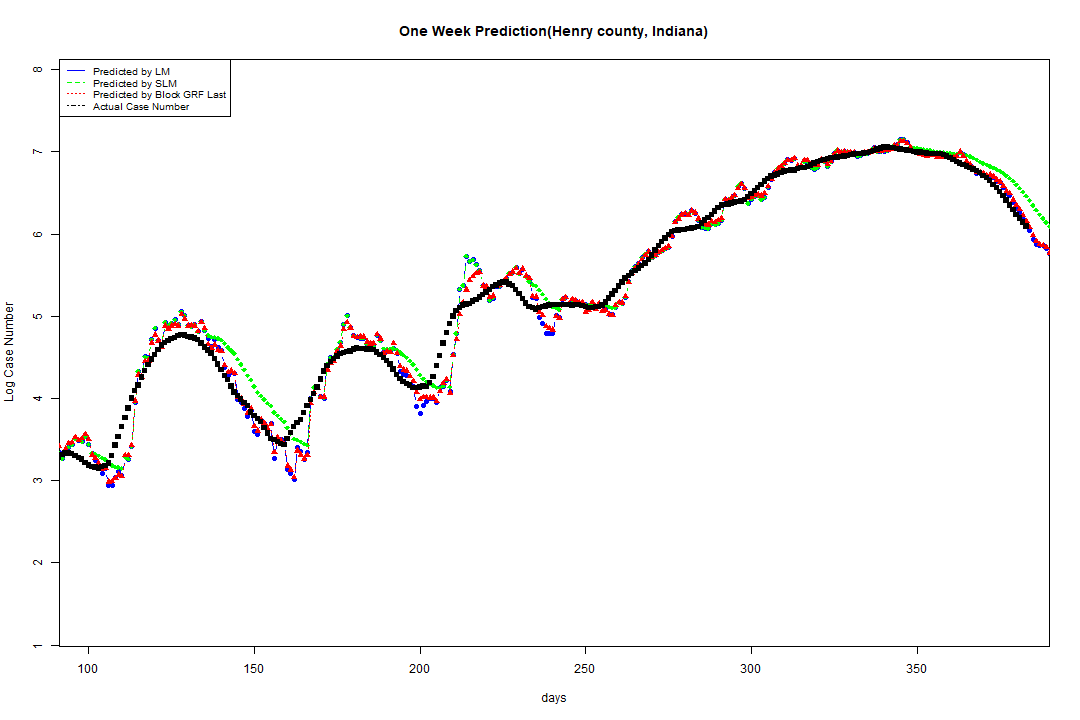 One Week Prediction(Henry county, Indiana)
Predicted by LM
Predicted by SLM
Predicted by Block GRF Last
Actual Case Number
8
7
6
5
4
3
2
1
Log Case Number
100 150 200 250 300 350
days